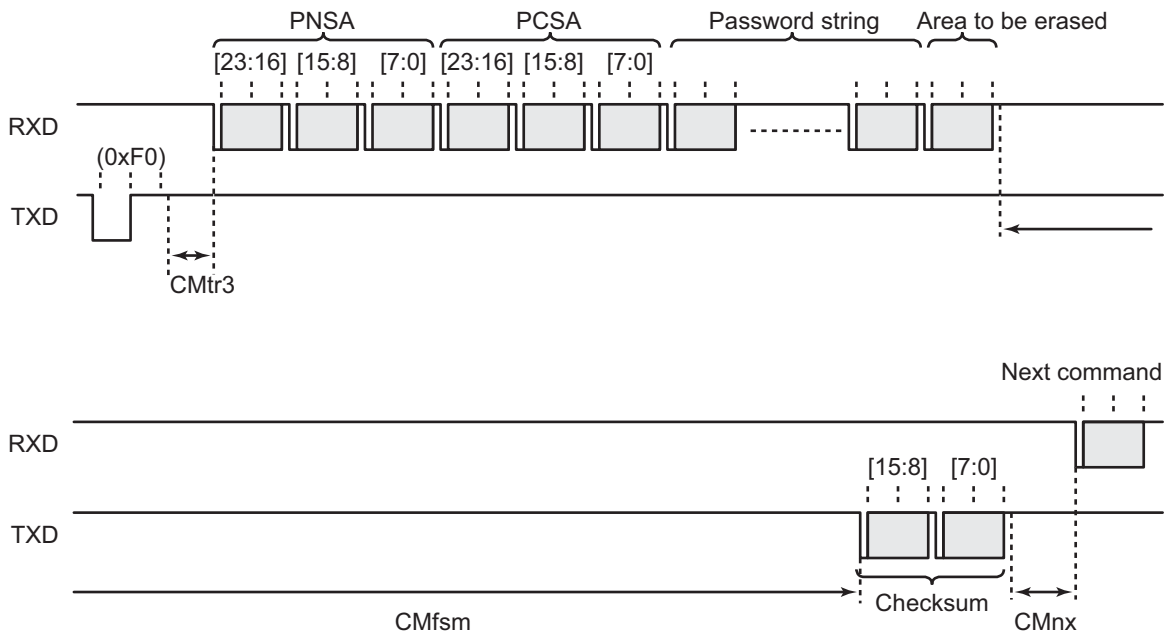 PNSA PCSA Password string Area to be erased
[23:16] [15:8] [7:0] [23:16] [15:8] [7:0]
RXD
(0xF0)
TXD
CMtr3
Next command
RXD
[15:8] [7:0]
TXD
Checksum
CMfsm CMnx